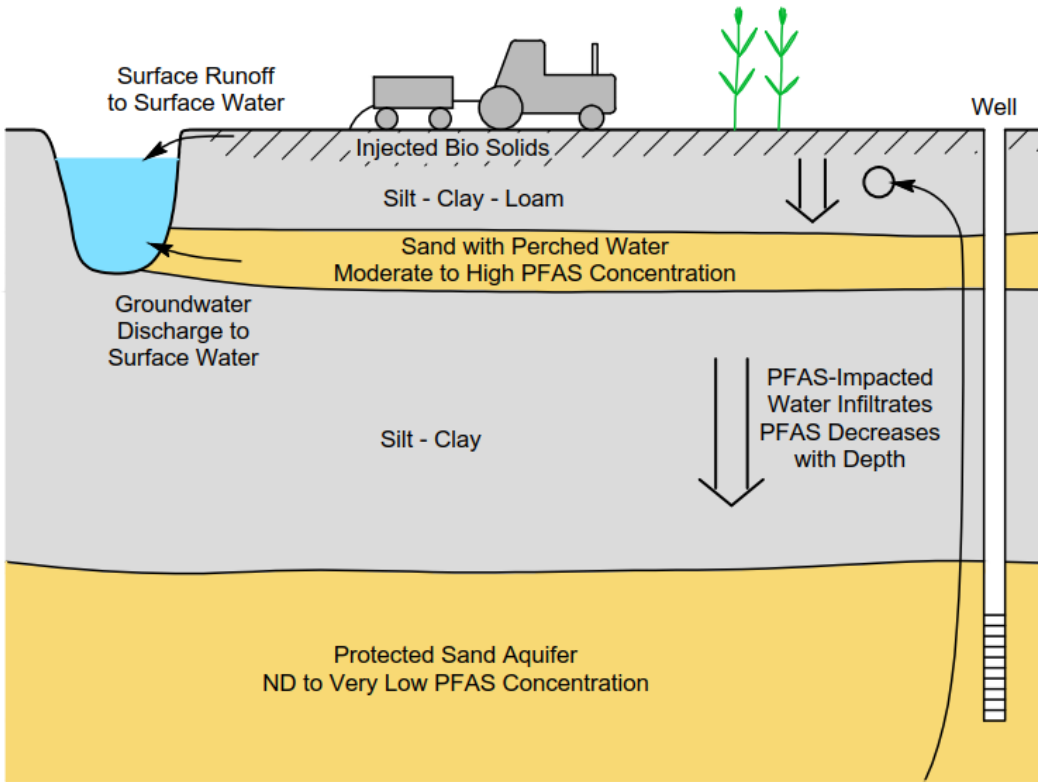 Surface Runoff
to Surface Water
Well
Injected Bio Solids
Silt - Clay - Loam
Sand with Perched Water
Moderate to High PFAS Concentration
Groundwater
Discharge to
Surface Water
PFAS-Impacted
Water Infiltrates
PFAS Decreases
with Depth
Silt - Clay
Protected Sand Aquifer
ND to Very Low PFAS Concentration